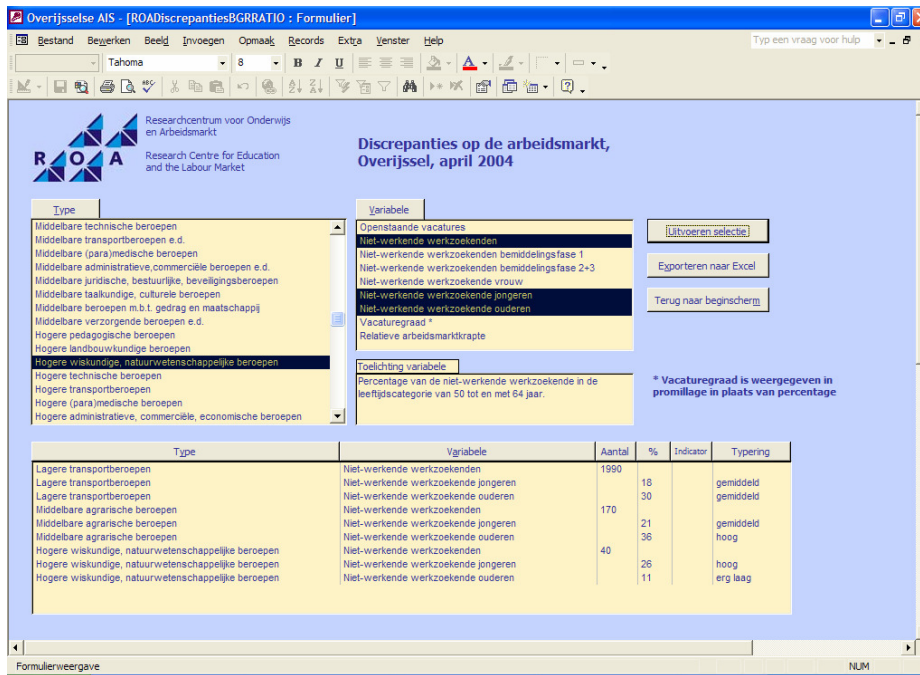 Overijsselse AIS - [ROADiscrepantiesBGRRATIO : Formulier]
Bestand Bewerken Beeld Invoegen Opmaak Records Extra Venster Help Typ een vraag voor hulp
Tahoma 8 B I U
Researchcentrum voor Onderwijs
en Arbeidsmarkt
Research Centre for Education
and the Labour Market
R O A
Discrepanties op de arbeidsmarkt,
Overijssel, april 2004
Type
Middelbare technische beroepen
Middelbare transportberoepen e.d.
Middelbare (para)medische beroepen
Middelbare administratieve,commerciële beroepen e.d.
Middelbare juridische, bestuurlijke, beveiligingsberoepen
Middelbare taalkundige, culturele beroepen
Middelbare beroepen m.b.t. gedrag en maatschappij
Middelbare verzorgende beroepen e.d.
Hogere pedagogische beroepen
Hogere landbouwkundige beroepen
Hogere wiskundige, natuurwetenschappelijke beroepen
Hogere technische beroepen
Hogere transportberoepen
Hogere (para)medische beroepen
Hogere administratieve, commerciële, economische beroepen
Variabele
Openstaande vacatures
Niet-werkende werkzoekenden
Niet-werkende werkzoekenden bemiddelingsfase 1
Niet-werkende werkzoekenden bemiddelingsfase 2+3
Niet-werkende werkzoekende vrouw
Niet-werkende werkzoekende jongeren
Niet-werkende werkzoekende ouderen
Vacaturegraad *
Relatieve arbeidsmarktkrapte
Toelichting variabele
Percentage van de niet-werkende werkzoekende in de
leeftijdscategorie van 50 tot en met 64 jaar.
Uitvoeren selectie
Exporteren naar Excel
Terug naar beginscherm
* Vacaturegraad is weergegeven in
promillage in plaats van percentage
Type Variabele Aantal % Indicator Typering
Lagere transportberoepen Niet-werkende werkzoekenden 1990
Lagere transportberoepen Niet-werkende werkzoekende jongeren 18 gemiddeld
Lagere transportberoepen Niet-werkende werkzoekende ouderen 30 gemiddeld
Middelbare agrarische beroepen Niet-werkende werkzoekenden 170
Middelbare agrarische beroepen Niet-werkende werkzoekende jongeren 21 gemiddeld
Middelbare agrarische beroepen Niet-werkende werkzoekende ouderen 36 hoog
Hogere wiskundige, natuurwetenschappelijke beroepen Niet-werkende werkzoekenden 40
Hogere wiskundige, natuurwetenschappelijke beroepen Niet-werkende werkzoekende jongeren 26 hoog
Hogere wiskundige, natuurwetenschappelijke beroepen Niet-werkende werkzoekende ouderen 11 erg laag
Formulierweergave NUM